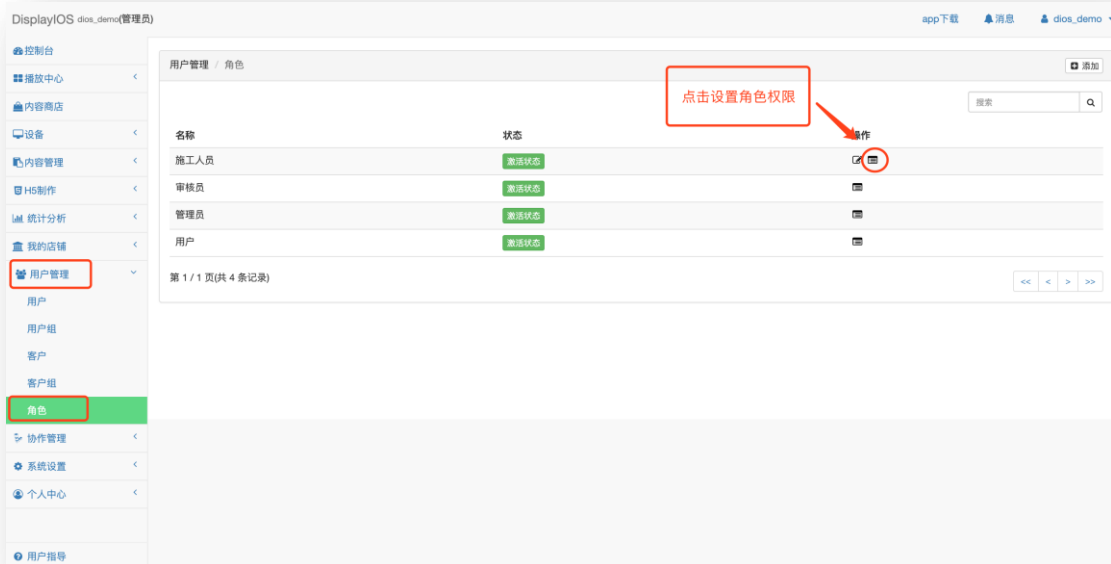 DisplayIOS dios_demo(管理员)
app下载
消息
dios_demo
控制台
播放中心
内容商店
设备
内容管理
H5制作
统计分析
我的店铺
用户管理
用户
用户组
客户
客户组
角色
协作管理
系统设置
个人中心
用户指导
用户管理 / 角色
添加
点击设置角色权限
搜索
名称 状态 操作
施工人员 激活状态
审核员 激活状态
管理员 激活状态
用户 激活状态
第 1 / 1 页(共 4 条记录)
<< < > >>